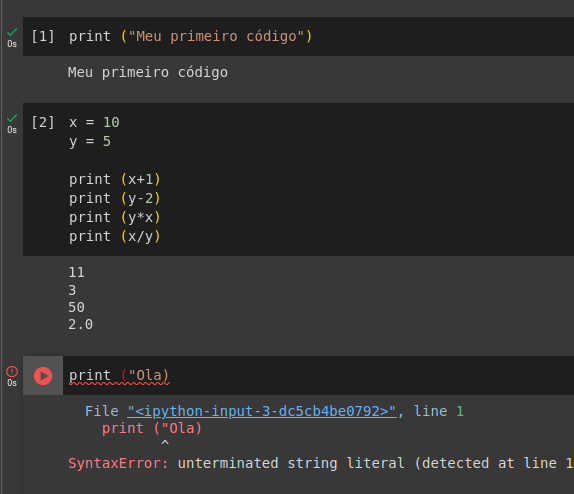 [1] print ("Meu primeiro código")
0s
Meu primeiro código
[2] x = 10
0s
y = 5
print (x+1)
print (y-2)
print (y*x)
print (x/y)
11
3
50
2.0
print ("Ola)
0s
File "<ipython-input-3-dc5cb4be0792>", line 1
print ("Ola)
^
SyntaxError: unterminated string literal (detected at line 1